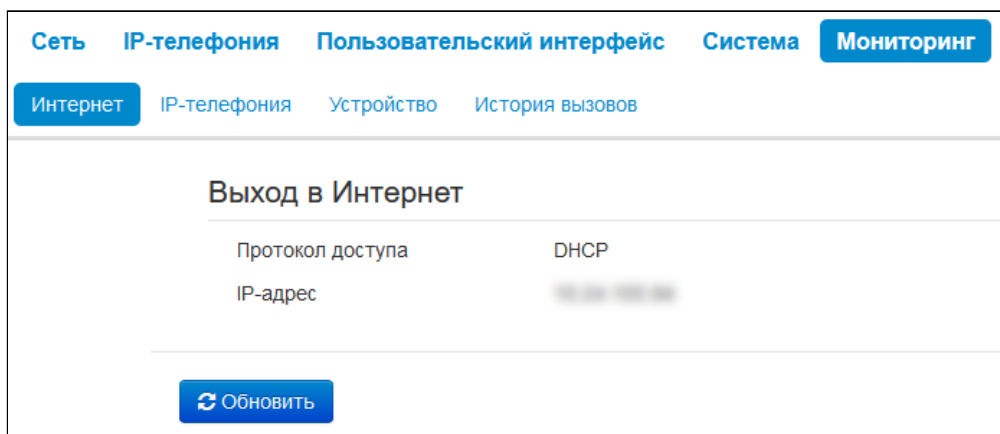 Сеть IP-телефония Пользовательский интерфейс Система Мониторинг
Интернет IP-телефония Устройство История вызовов
Выход в Интернет
Протокол доступа DHCP
IP-адрес
Обновить